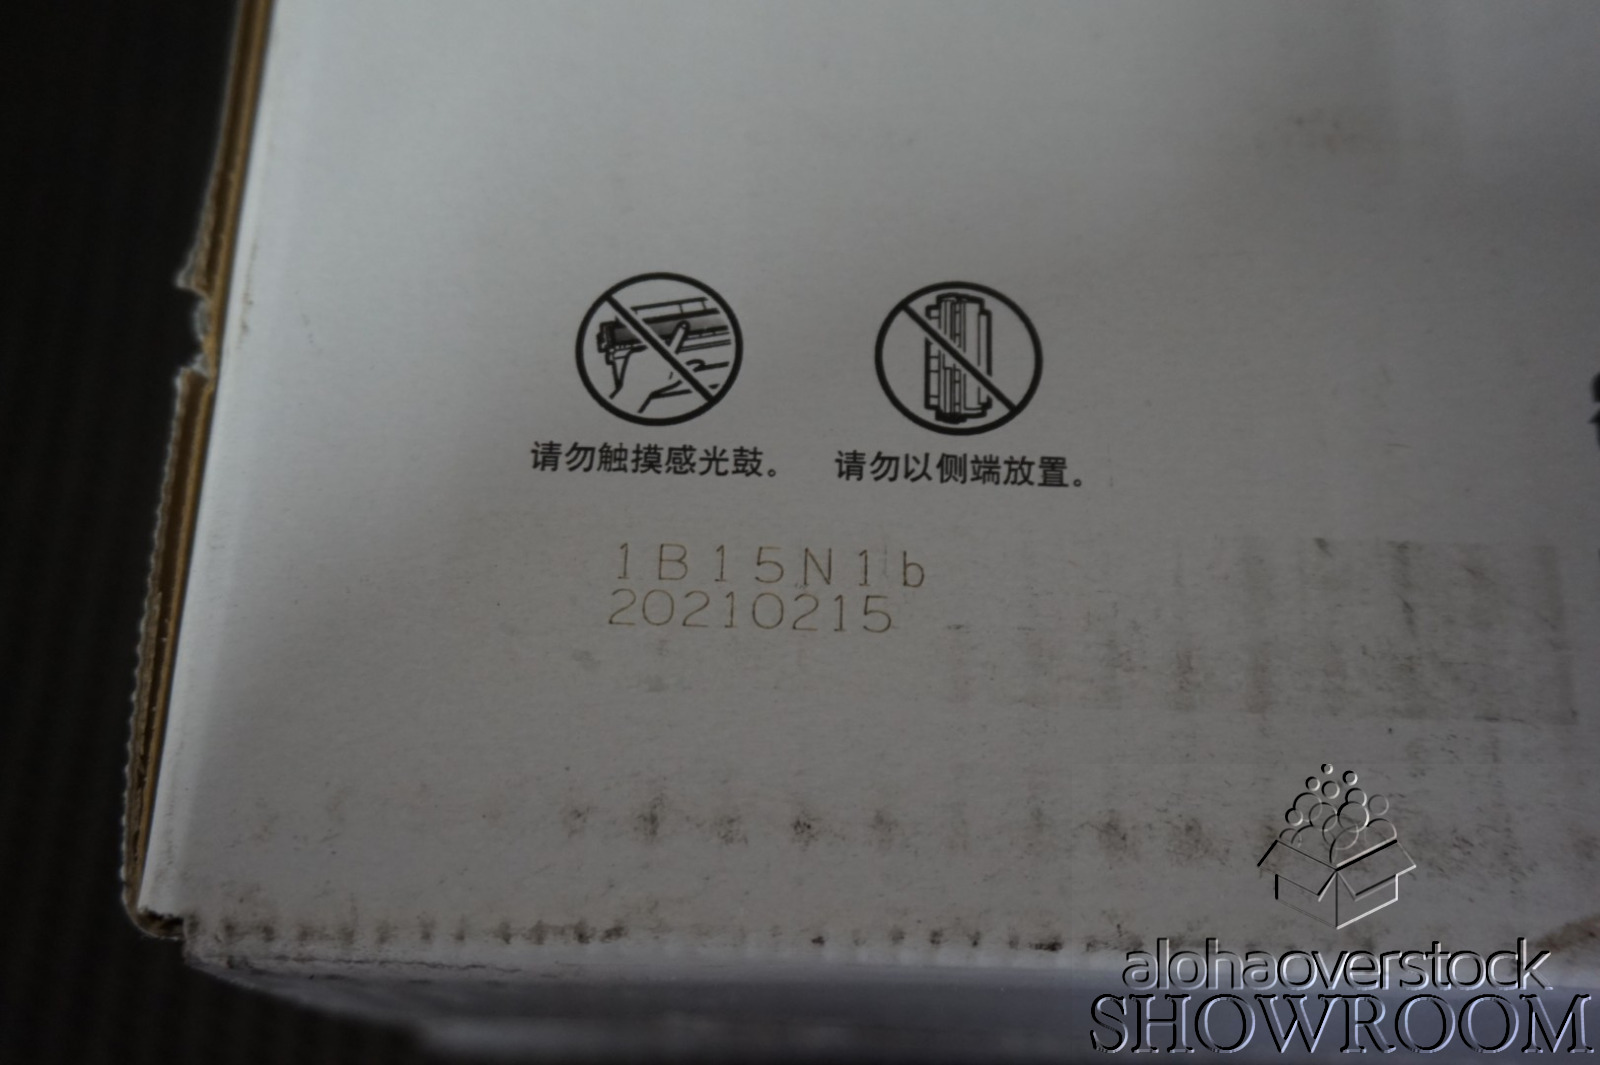 请勿触摸感光鼓。 请勿以侧端放置。
1B15N1b
20210215
alohaoverstock
SHOWROOM